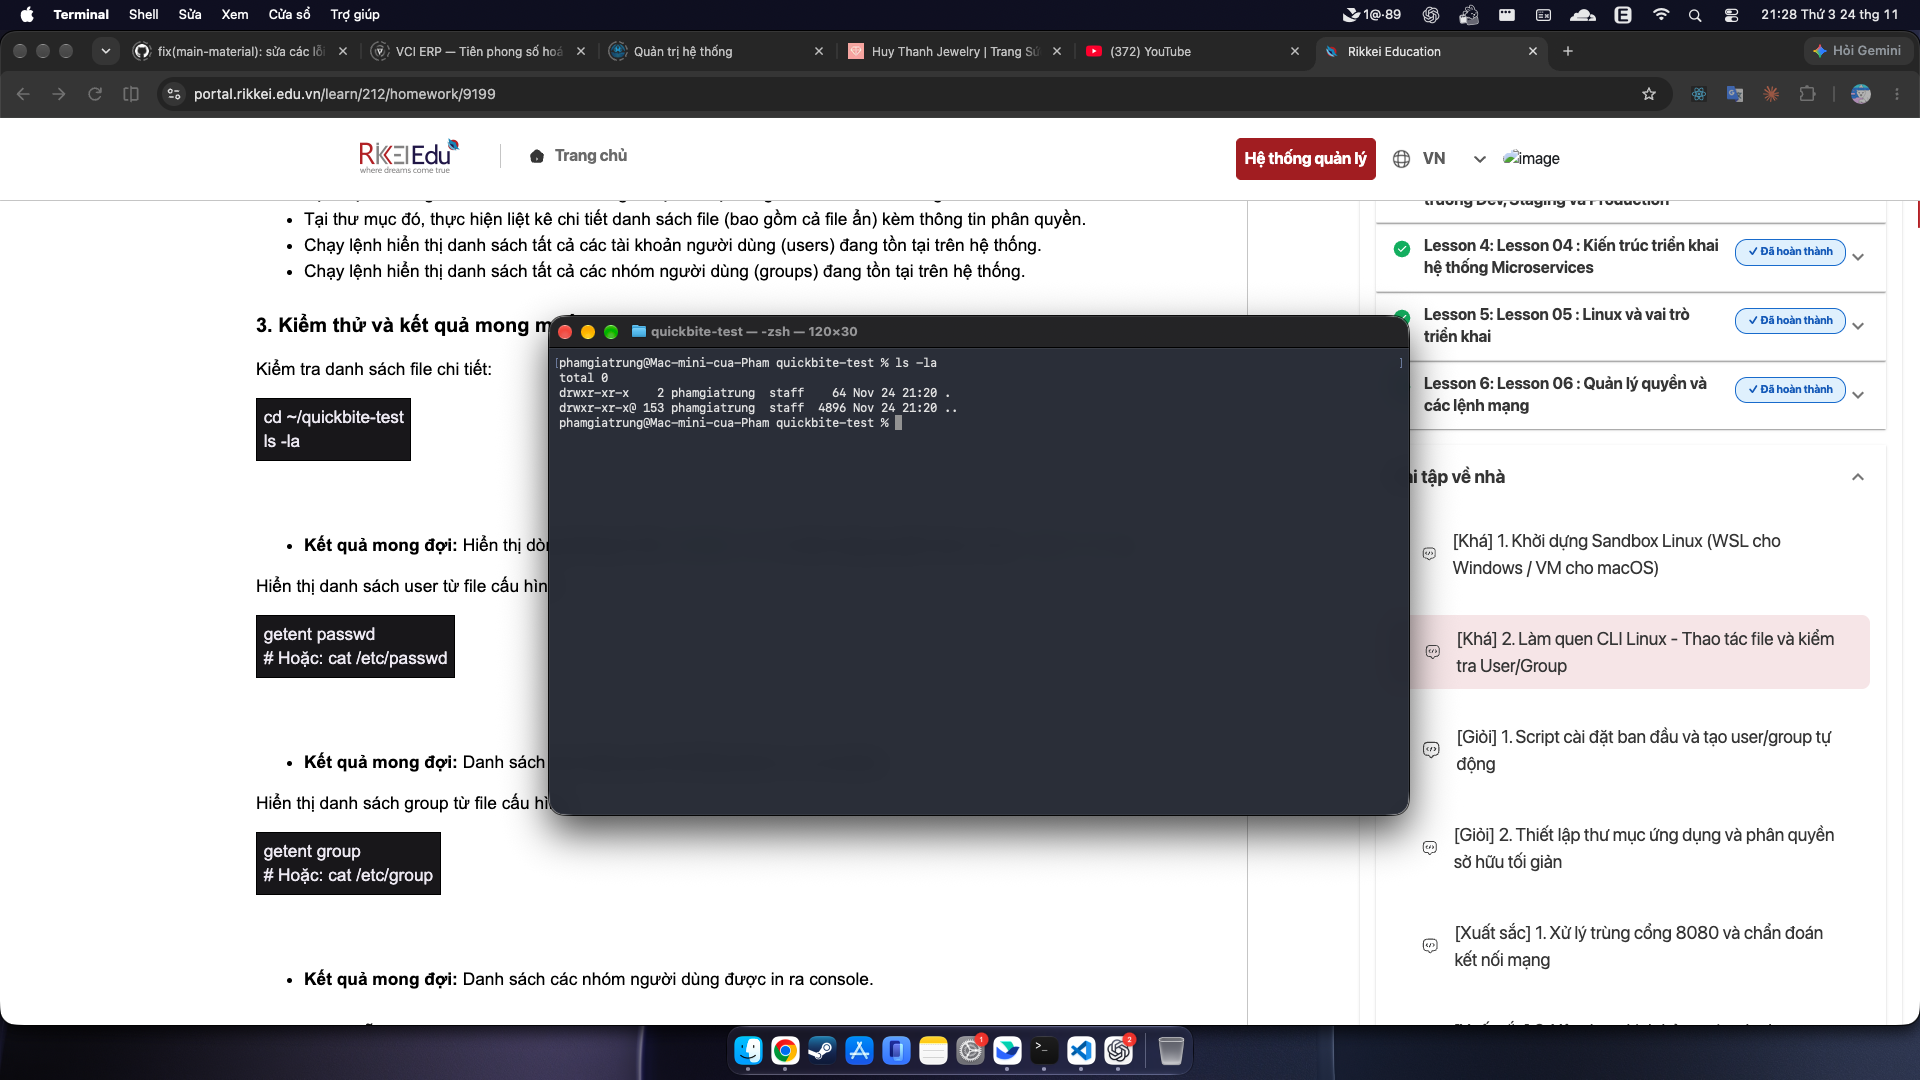 Terminal Shell Sửa Xem Cửa sổ Trợ giúp
1@·89
21:28 Thứ 3 24 thg 11
fix(main-material): sửa các lỗi
VCI ERP — Tiên phong số hoá
Quản trị hệ thống
Huy Thanh Jewelry | Trang Sứ
(372) YouTube
Rikkei Education
Hỏi Gemini
portal.rikkei.edu.vn/learn/212/homework/9199
RIKKEI Edu
where dreams come true
Trang chủ
Hệ thống quản lý
VN
image
Tại thư mục đó, thực hiện liệt kê chi tiết danh sách file (bao gồm cả file ẩn) kèm thông tin phân quyền.
Chạy lệnh hiển thị danh sách tất cả các tài khoản người dùng (users) đang tồn tại trên hệ thống.
Chạy lệnh hiển thị danh sách tất cả các nhóm người dùng (groups) đang tồn tại trên hệ thống.
3. Kiểm thử và kết quả mong m
Kiểm tra danh sách file chi tiết:
cd ~/quickbite-test
ls -la
Kết quả mong đợi: Hiển thị dòn
Hiển thị danh sách user từ file cấu hìn
getent passwd
# Hoặc: cat /etc/passwd
Kết quả mong đợi: Danh sách
Hiển thị danh sách group từ file cấu hì
getent group
# Hoặc: cat /etc/group
Kết quả mong đợi: Danh sách các nhóm người dùng được in ra console.
quickbite-test — -zsh — 120×30
phamgiatrung@Mac-mini-cua-Pham quickbite-test % ls -la
total 0
drwxr-xr-x 2 phamgiatrung staff 64 Nov 24 21:20 .
drwxr-xr-x@ 153 phamgiatrung staff 4896 Nov 24 21:20 ..
phamgiatrung@Mac-mini-cua-Pham quickbite-test %
trường Dev, Staging và Production
Lesson 4: Lesson 04 : Kiến trúc triển khai
hệ thống Microservices
✓ Đã hoàn thành
Lesson 5: Lesson 05 : Linux và vai trò
triển khai
✓ Đã hoàn thành
Lesson 6: Lesson 06 : Quản lý quyền và
các lệnh mạng
✓ Đã hoàn thành
i tập về nhà
[Khá] 1. Khởi dựng Sandbox Linux (WSL cho
Windows / VM cho macOS)
[Khá] 2. Làm quen CLI Linux - Thao tác file và kiểm
tra User/Group
[Giỏi] 1. Script cài đặt ban đầu và tạo user/group tự
động
[Giỏi] 2. Thiết lập thư mục ứng dụng và phân quyền
sở hữu tối giản
[Xuất sắc] 1. Xử lý trùng cổng 8080 và chẩn đoán
kết nối mạng
1
2